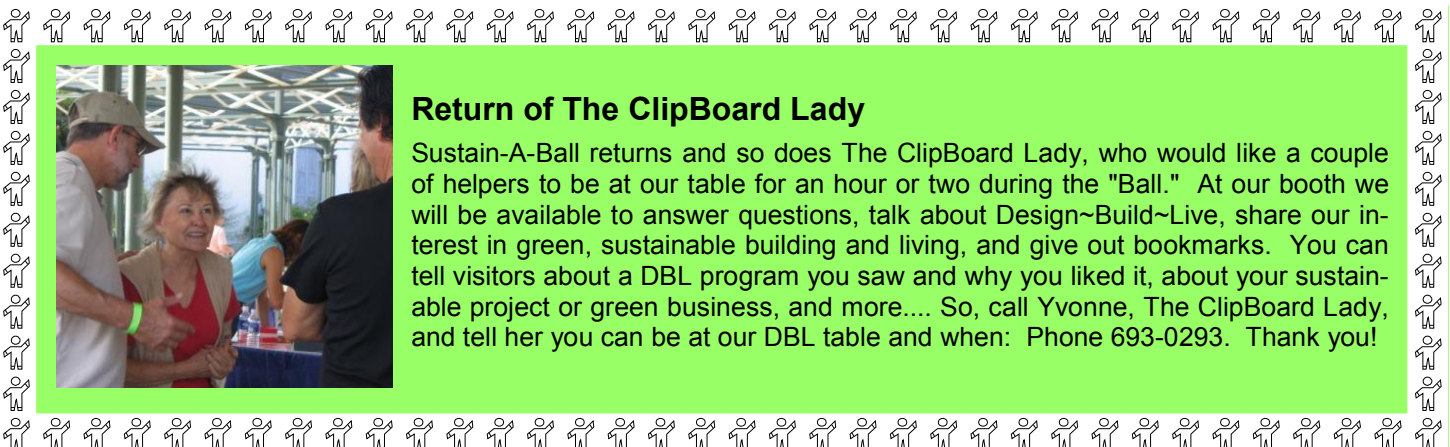 Return of The ClipBoard Lady
Sustain-A-Ball returns and so does The ClipBoard Lady, who would like a couple
of helpers to be at our table for an hour or two during the "Ball."  At our booth we
will be available to answer questions, talk about Design~Build~Live, share our in-
terest in green, sustainable building and living, and give out bookmarks.  You can
tell visitors about a DBL program you saw and why you liked it, about your sustain-
able project or green business, and more.... So, call Yvonne, The ClipBoard Lady,
and tell her you can be at our DBL table and when:  Phone 693-0293.  Thank you!